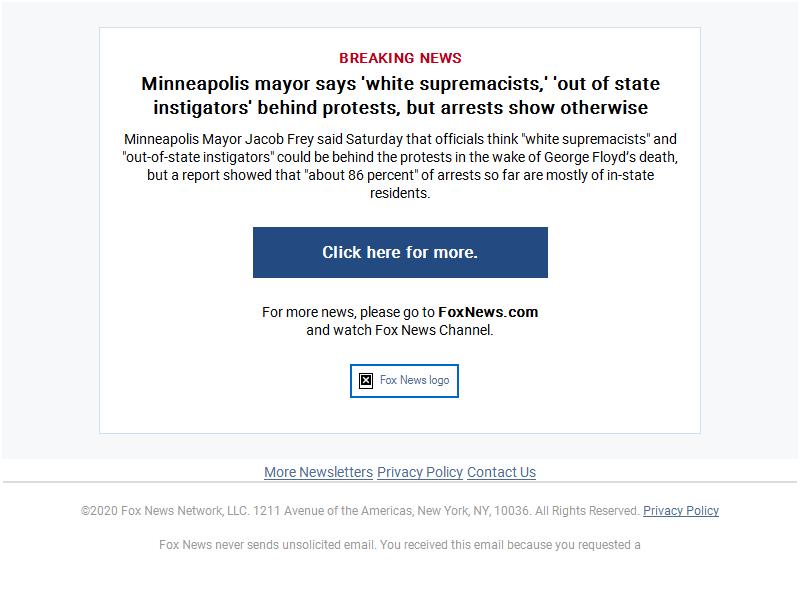 BREAKING NEWS
Minneapolis mayor says 'white supremacists,' 'out of state
instigators' behind protests, but arrests show otherwise
Minneapolis Mayor Jacob Frey said Saturday that officials think "white supremacists" and
"out-of-state instigators" could be behind the protests in the wake of George Floyd’s death,
but a report showed that "about 86 percent" of arrests so far are mostly of in-state
residents.
Click here for more.
For more news, please go to FoxNews.com
and watch Fox News Channel.
Fox News logo
More Newsletters Privacy Policy Contact Us
©2020 Fox News Network, LLC. 1211 Avenue of the Americas, New York, NY, 10036. All Rights Reserved. Privacy Policy
Fox News never sends unsolicited email. You received this email because you requested a